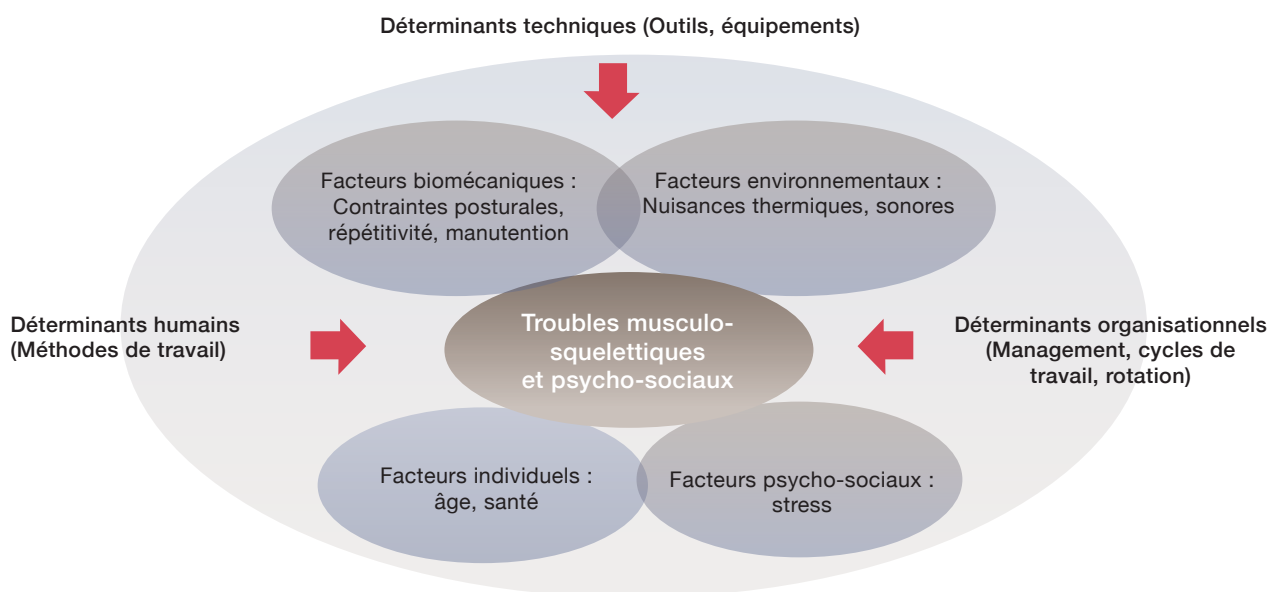 Déterminants techniques (Outils, équipements)
Facteurs biomécaniques :
Contraintes posturales,
répétitivité, manutention
Facteurs environnementaux :
Nuisances thermiques, sonores
Déterminants humains
(Méthodes de travail)
Troubles musculo-
squelettiques
et psycho-sociaux
Déterminants organisationnels
(Management, cycles de
travail, rotation)
Facteurs individuels :
âge, santé
Facteurs psycho-sociaux :
stress